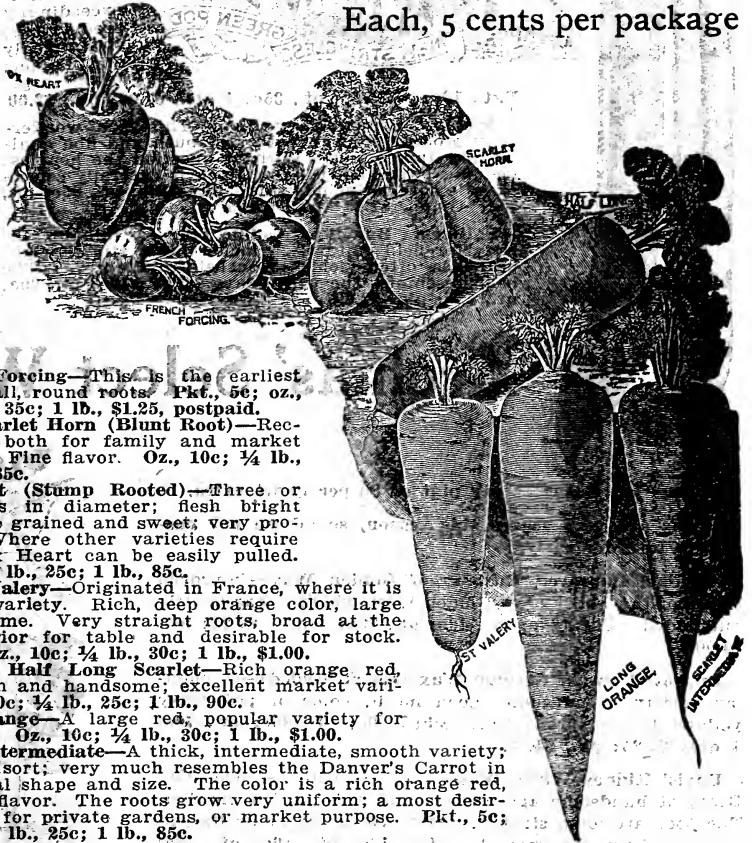 Each, 5 cents per package
OX HEART
SCARLET
HORN.
HALF LONG
FRENCH
FORCING.
Forcing—This is the earliest
ll, round roots. Pkt., 5c; oz.,
35c; 1 lb., $1.25, postpaid.
rlet Horn (Blunt Root)—Rec-
both for family and market
Fine flavor. Oz., 10c; ¼ lb.,
85c.
t (Stump Rooted)—Three or
s in diameter; flesh bright
grained and sweet; very pro-
Where other varieties require
Heart can be easily pulled.
lb., 25c; 1 lb., 85c.
Valery—Originated in France, where it is
variety. Rich, deep orange color, large
me. Very straight roots, broad at the
rior for table and desirable for stock.
z., 10c; ¼ lb., 30c; 1 lb., $1.00.
Half Long Scarlet—Rich orange red,
h and handsome; excellent market vari-
0c; ¼ lb., 25c; 1 lb., 90c.
ange—A large red, popular variety for
Oz., 10c; ¼ lb., 30c; 1 lb., $1.00.
termediate—A thick, intermediate, smooth variety;
sort; very much resembles the Danver's Carrot in
l shape and size. The color is a rich orange red,
flavor. The roots grow very uniform; a most desir-
for private gardens, or market purpose. Pkt., 5c;
lb., 25c; 1 lb., 85c.
ST VALERY
LONG
ORANGE,
SCARLET
INTERMEDIATE